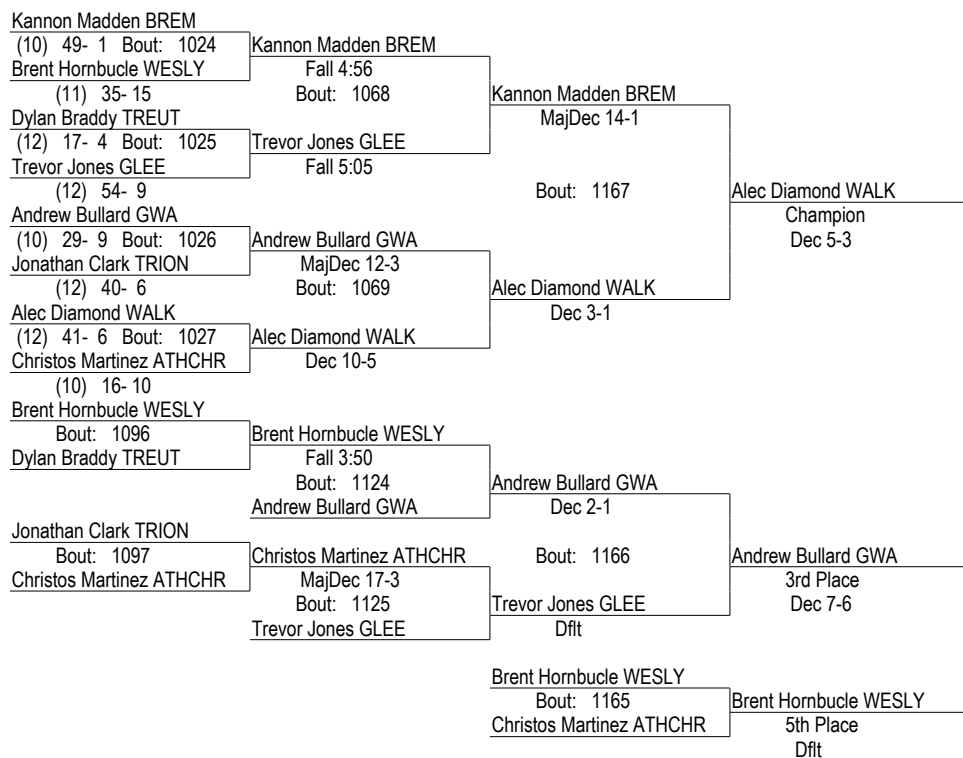 Kannon Madden BREM
(10) 49- 1 Bout: 1024
Brent Hornbucle WESLY
(11) 35- 15
Dylan Braddy TREUT
(12) 17- 4 Bout: 1025
Trevor Jones GLEE
(12) 54- 9
Andrew Bullard GWA
(10) 29- 9 Bout: 1026
Jonathan Clark TRION
(12) 40- 6
Alec Diamond WALK
(12) 41- 6 Bout: 1027
Christos Martinez ATHCHR
(10) 16- 10
Kannon Madden BREM
Fall 4:56
Bout: 1068
Trevor Jones GLEE
Fall 5:05
Andrew Bullard GWA
MajDec 12-3
Bout: 1069
Alec Diamond WALK
Dec 10-5
Kannon Madden BREM
MajDec 14-1
Bout: 1167
Alec Diamond WALK
Dec 3-1
Alec Diamond WALK
Champion
Dec 5-3
Brent Hornbucle WESLY
Bout: 1096
Dylan Braddy TREUT
Jonathan Clark TRION
Bout: 1097
Christos Martinez ATHCHR
Brent Hornbucle WESLY
Fall 3:50
Bout: 1124
Andrew Bullard GWA
Christos Martinez ATHCHR
MajDec 17-3
Bout: 1125
Trevor Jones GLEE
Andrew Bullard GWA
Dec 2-1
Bout: 1166
Trevor Jones GLEE
Dflt
Andrew Bullard GWA
3rd Place
Dec 7-6
Brent Hornbucle WESLY
Bout: 1165
Christos Martinez ATHCHR
Brent Hornbucle WESLY
5th Place
Dflt